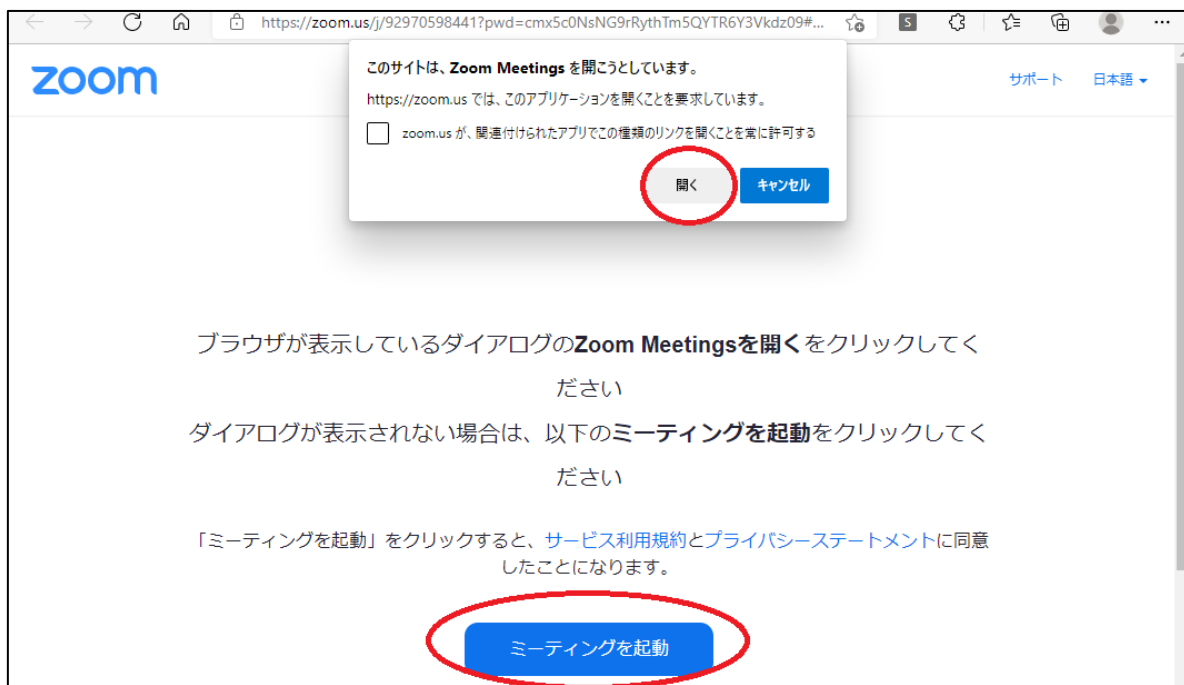 https://zoom.us/j/92970598441?pwd=cmx5c0NsNG9rRythTm5QYTR6Y3Vkdz09#...
S
zoom
サポート
日本語
このサイトは、Zoom Meetings を開こうとしています。
https://zoom.us では、このアプリケーションを開くことを要求しています。
zoom.us が、関連付けられたアプリでこの種類のリンクを開くことを常に許可する
開く
キャンセル
ブラウザが表示しているダイアログのZoom Meetingsを開くをクリックしてく
ださい
ダイアログが表示されない場合は、以下のミーティングを起動をクリックしてく
ださい
「ミーティングを起動」をクリックすると、サービス利用規約とプライバシーステートメントに同意
したことになります。
ミーティングを起動